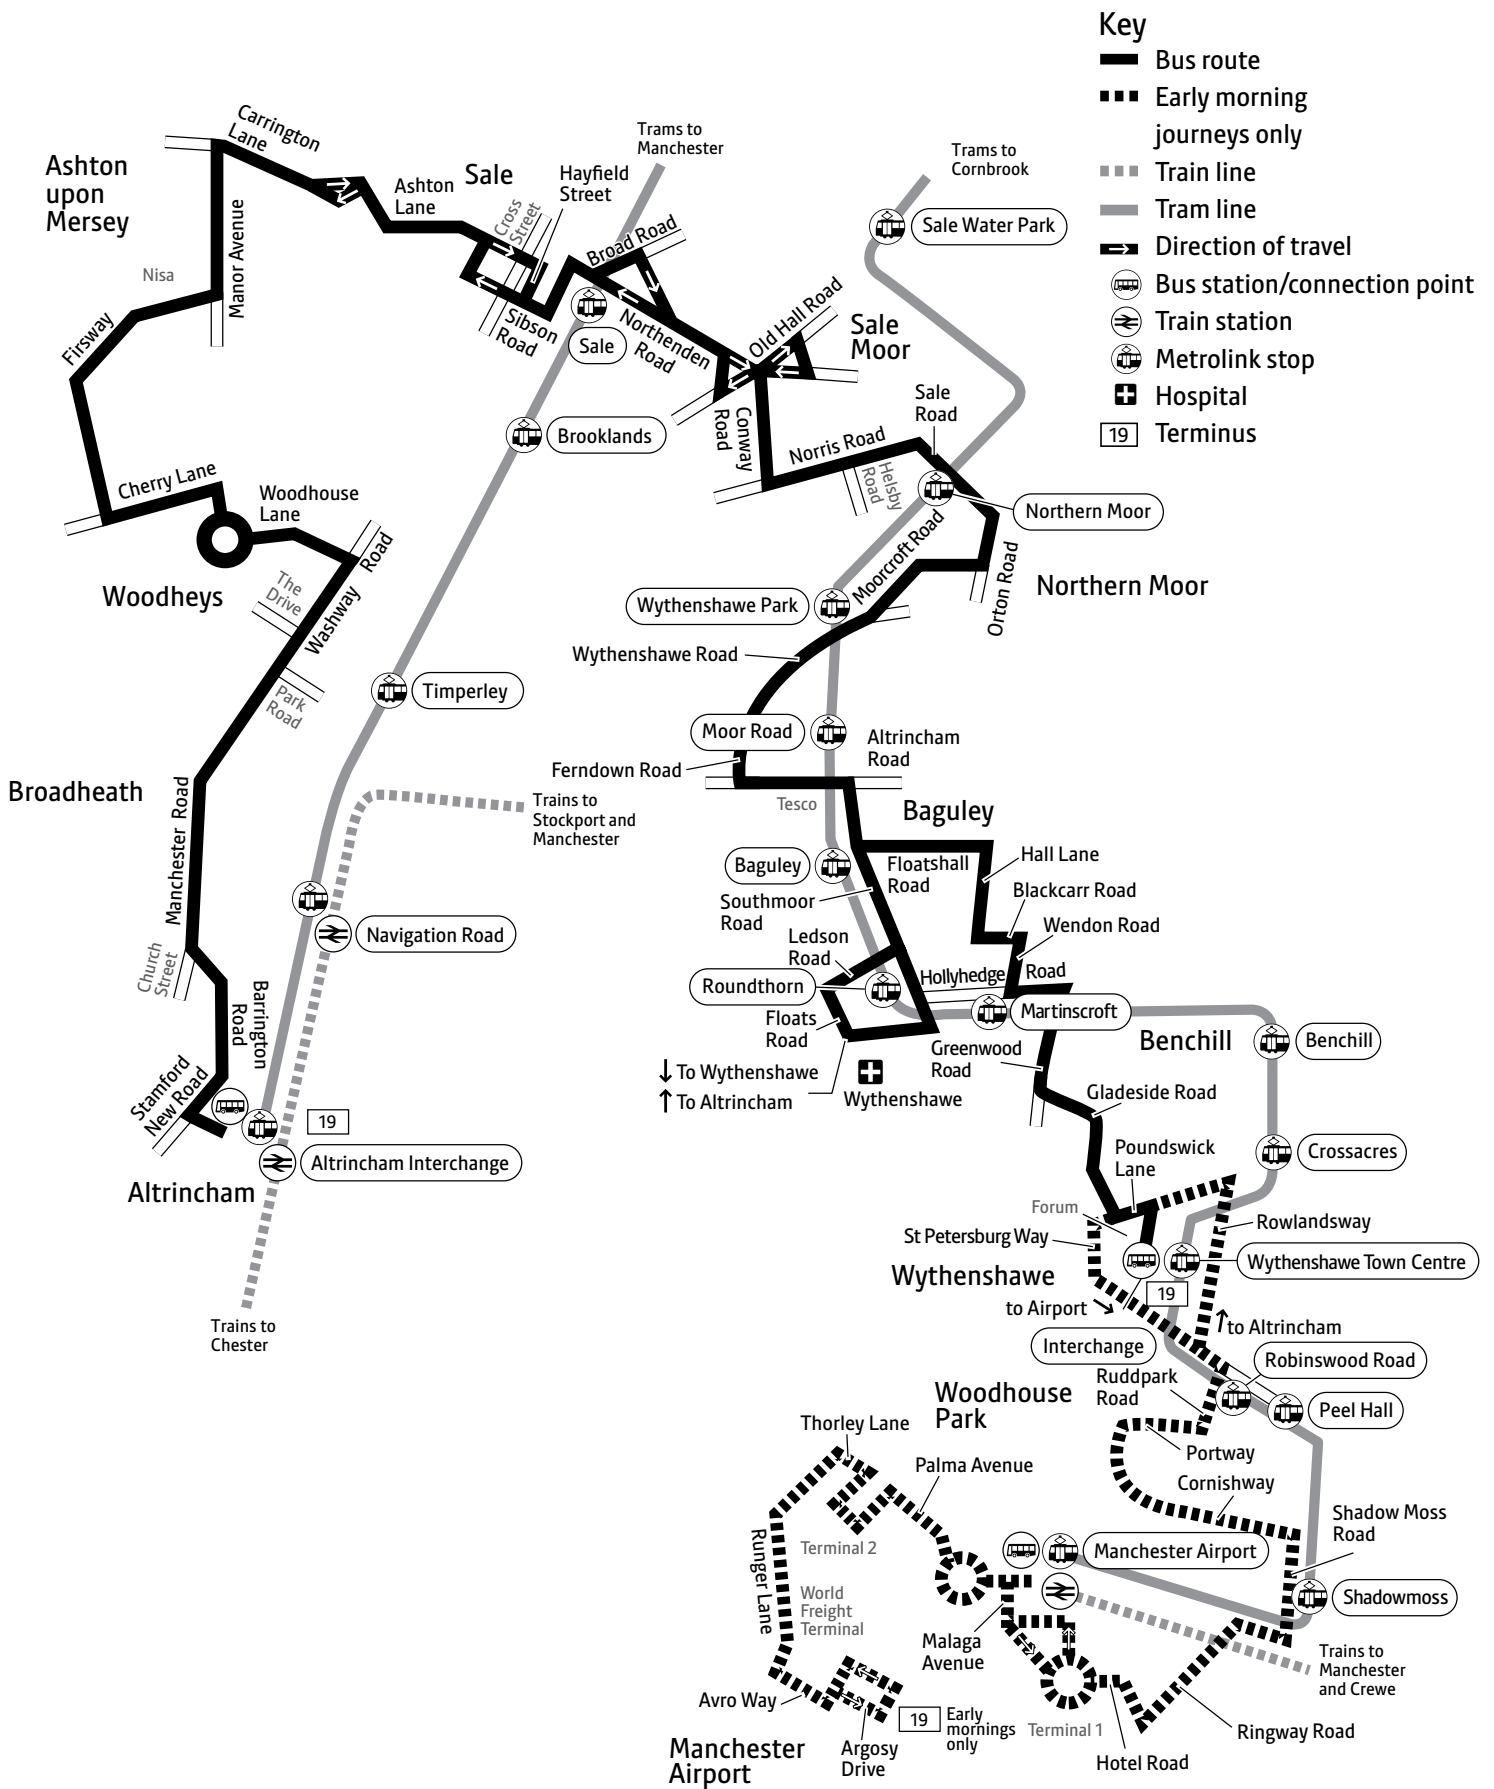 Key
Bus route
Early morning
journeys only
Train line
Tram line
Direction of travel
Bus station/connection point
Train station
Metrolink stop
Hospital
19
Terminus
Carrington
Lane
Ashton
upon
Mersey
Manor Avenue
Nisa
Firsway
Ashton
Lane
Sale
Cross
Street
Hayfield
Street
Trams to
Manchester
Broad Road
Sibson
Road
Sale
Northenden
Road
Old Hall Road
Sale
Moor
Trams to
Cornbrook
Sale Water Park
Brooklands
Conway
Road
Norris Road
Helsby
Road
Sale
Road
Northern Moor
Moorcroft Road
Orton Road
Northern Moor
Cherry Lane
Woodhouse
Lane
Woodheys
The
Drive
Washway
Road
Park
Road
Timperley
Wythenshawe Park
Wythenshawe Road
Moor Road
Altrincham
Road
Ferndown Road
Tesco
Broadheath
Trains to
Stockport and
Manchester
Manchester Road
Navigation Road
Church
Street
Barrington
Road
Stamford
New Road
19
Altrincham Interchange
Altrincham
Trains to
Chester
Baguley
Baguley
Floatshall
Road
Hall Lane
Blackcarr Road
Wendon Road
Southmoor
Road
Ledson
Road
Roundthorn
Hollyhedge
Road
Martinscroft
Floats
Road
To Wythenshawe
To Altrincham
Wythenshawe
Greenwood
Road
Benchill
Benchill
Gladeside Road
Poundswick
Lane
Crossacres
Forum
St Petersburg Way
Rowlandsway
Wythenshawe
Wythenshawe Town Centre
19
to Airport
to Altrincham
Interchange
Robinswood Road
Ruddpark
Road
Peel Hall
Woodhouse
Park
Portway
Cornishway
Thorley Lane
Palma Avenue
Shadow Moss
Road
Terminal 2
Manchester Airport
Runger Lane
World
Freight
Terminal
Shadowmoss
Malaga
Avenue
Trains to
Manchester
and Crewe
Avro Way
19
Early
mornings
only
Terminal 1
Ringway Road
Manchester
Airport
Argosy
Drive
Hotel Road